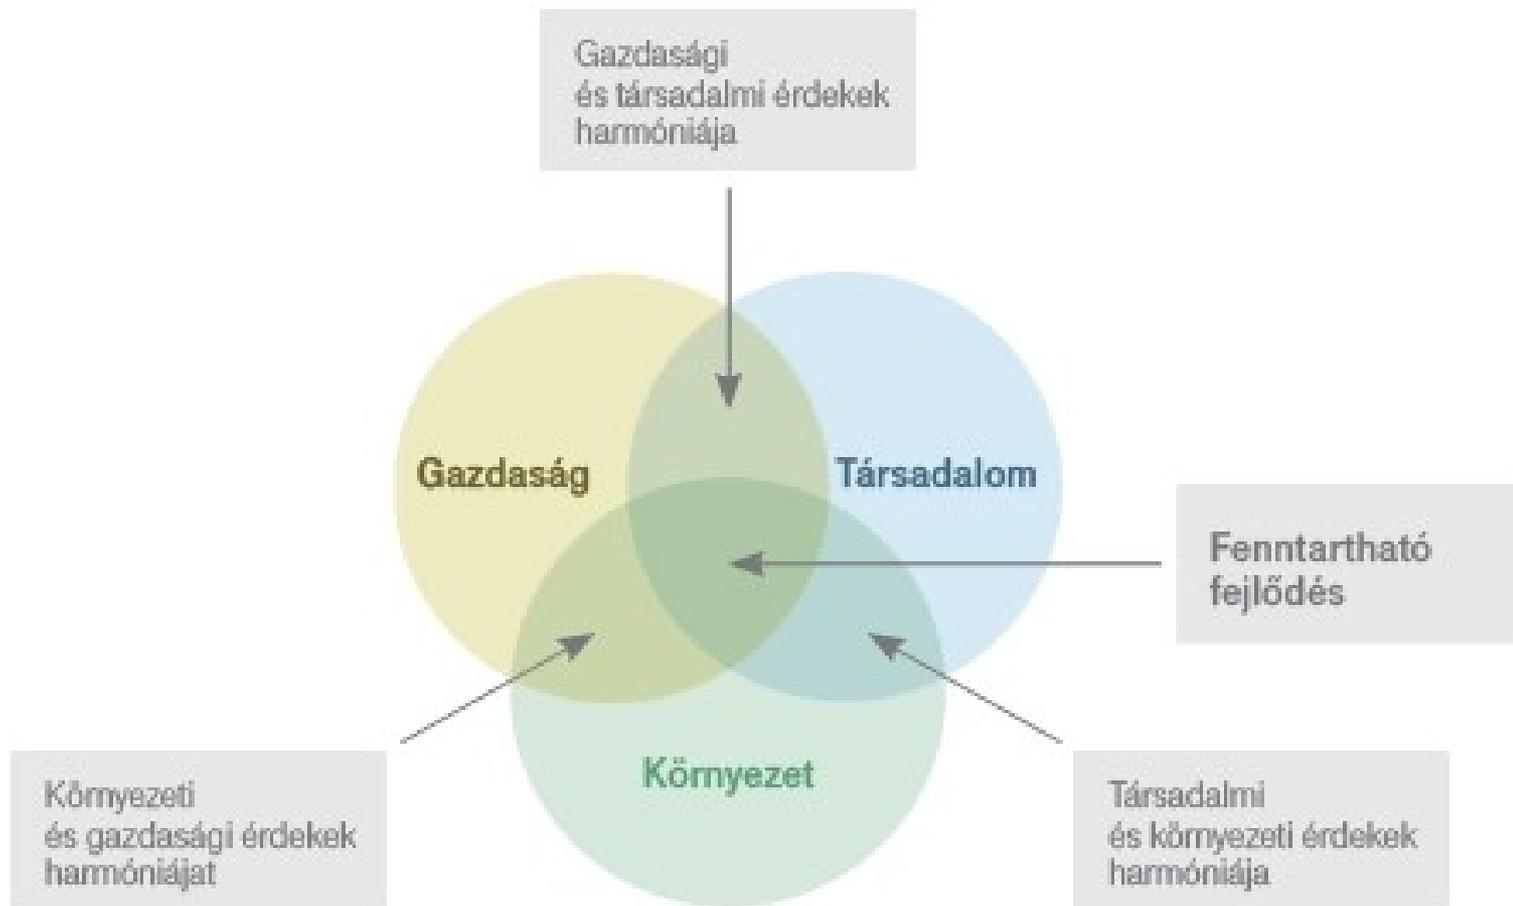 Gazdasági
és társadalmi érdekek
harmóniája
Gazdaság
Társadalom
Fenntartható
fejlődés
Környezet
Környezeti
és gazdasági érdekek
harmóniájat
Társadalmi
és környezeti érdekek
harmóniája